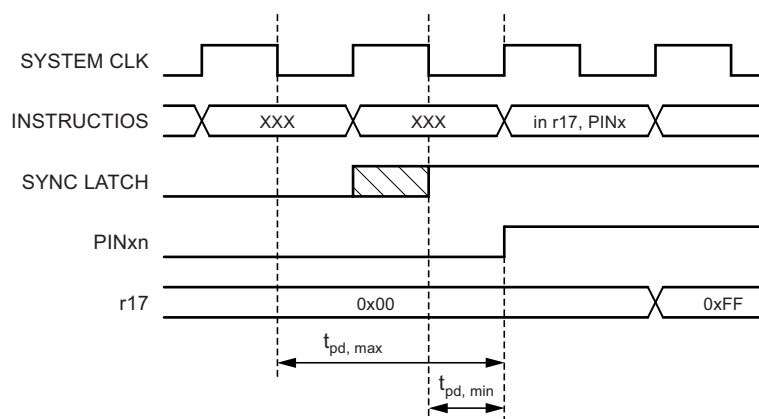 SYSTEM CLK
INSTRUCTIOS XXX XXX in r17, PINx
SYNC LATCH
PINxn
r17 0x00 0xFF
tpd, max
tpd, min